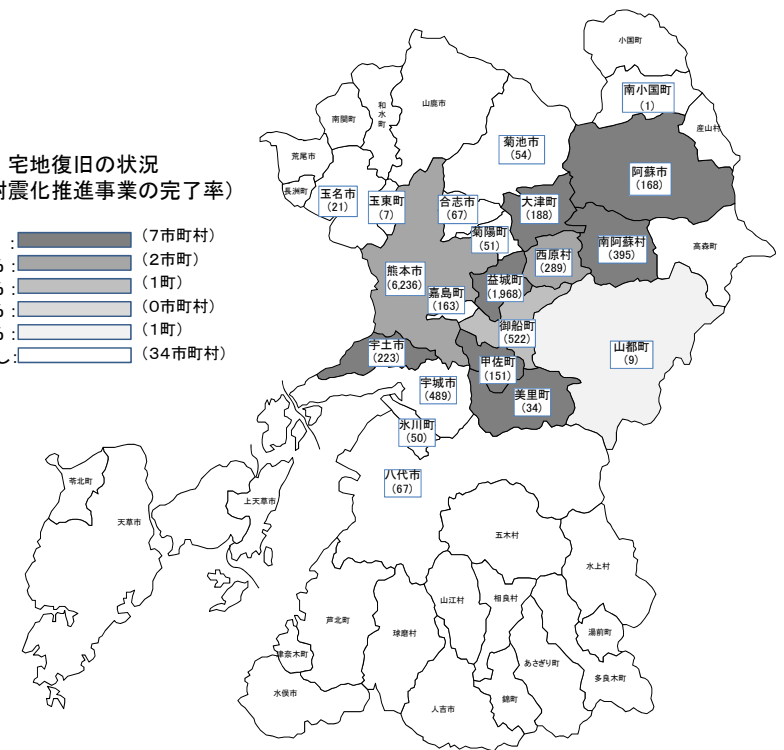 宅地復旧の状況
耐震化推進事業の完了率)
:
(7市町村)
% :
(2市町)
% :
(1町)
% :
(0市町村)
% :
(1町)
し:
(34市町村)
小国町
南小国町
(1)
産山村
山鹿市
和水町
南関町
荒尾市
長洲町
玉名市
(21)
玉東町
(7)
菊池市
(54)
合志市
(67)
阿蘇市
(168)
大津町
(188)
菊陽町
(51)
西原村
(289)
南阿蘇村
(395)
高森町
熊本市
(6,236)
嘉島町
(163)
益城町
(1,968)
御船町
(522)
山都町
(9)
宇土市
(223)
甲佐町
(151)
宇城市
(489)
美里町
(34)
氷川町
(50)
八代市
(67)
苓北町
天草市
上天草市
五木村
水上村
芦北町
球磨村
山江村
相良村
湯前町
津奈木町
あさぎり町
多良木町
水俣市
人吉市
錦町